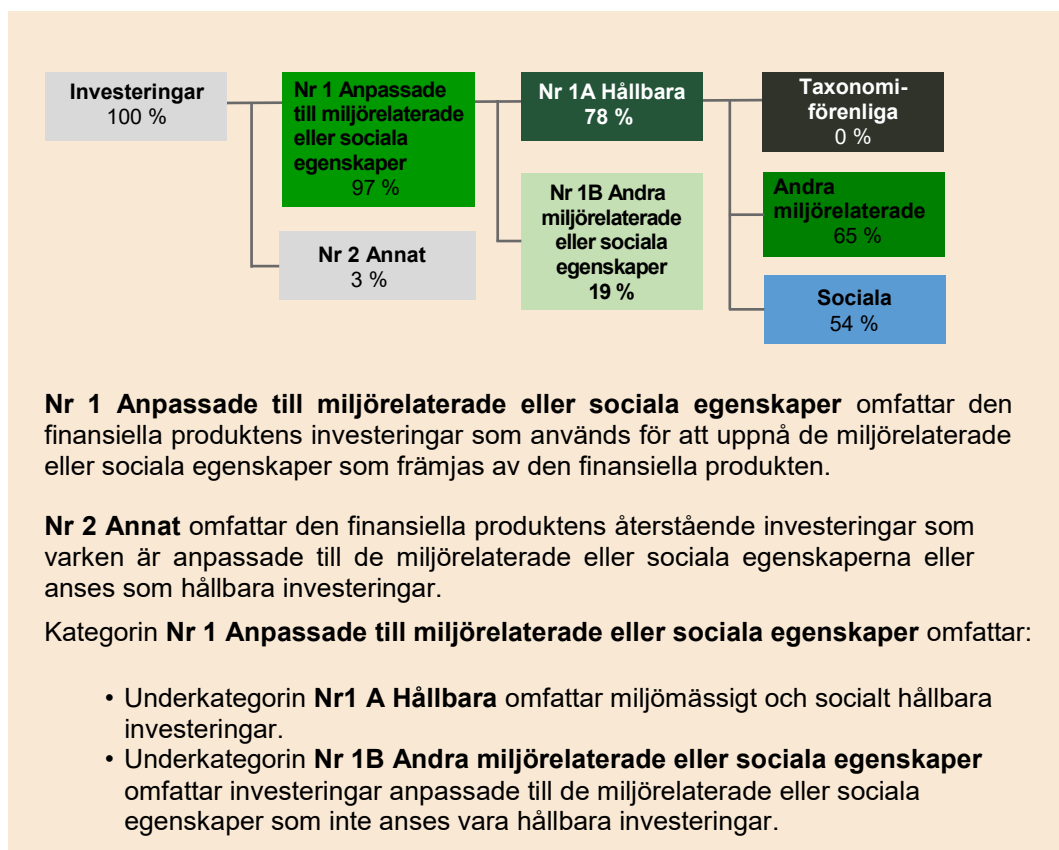 Investeringar
100 %
Nr 1 Anpassade
till miljörelaterade
eller sociala
egenskaper
97 %
Nr 2 Annat
3 %
Nr 1A Hållbara
78 %
Nr 1B Andra
miljörelaterade
eller sociala
egenskaper
19 %
Taxonomi-
förenliga
0 %
Andra
miljörelaterade
65 %
Sociala
54 %
Nr 1 Anpassade till miljörelaterade eller sociala egenskaper omfattar den
finansiella produktens investeringar som används för att uppnå de miljörelaterade
eller sociala egenskaper som främjas av den finansiella produkten.
Nr 2 Annat omfattar den finansiella produktens återstående investeringar som
varken är anpassade till de miljörelaterade eller sociala egenskaperna eller
anses som hållbara investeringar.
Kategorin Nr 1 Anpassade till miljörelaterade eller sociala egenskaper omfattar:
• Underkategorin Nr1 A Hållbara omfattar miljömässigt och socialt hållbara
investeringar.
• Underkategorin Nr 1B Andra miljörelaterade eller sociala egenskaper
omfattar investeringar anpassade till de miljörelaterade eller sociala
egenskaper som inte anses vara hållbara investeringar.